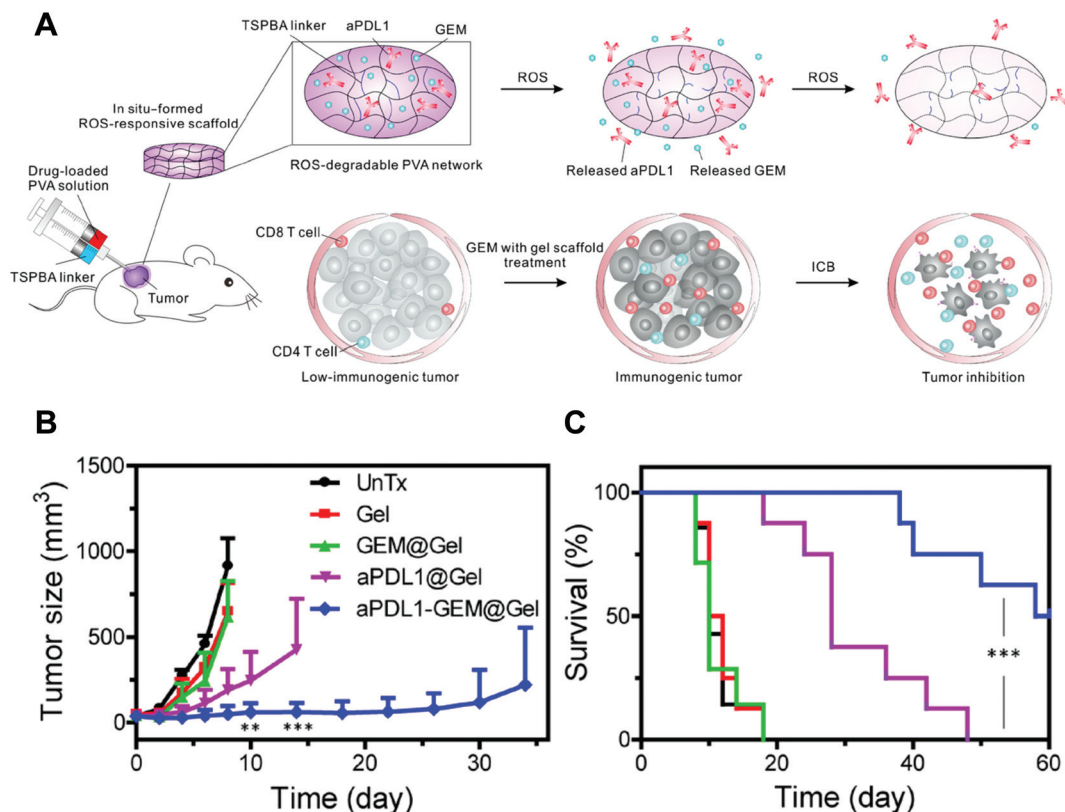 A
TSPBA linker
aPDL1
GEM
In situ–formed
ROS-responsive scaffold
ROS
ROS
ROS-degradable PVA network
Released aPDL1
Released GEM
Drug-loaded
PVA solution
TSPBA linker
Tumor
CD8 T cell
GEM with gel scaffold
treatment
ICB
CD4 T cell
Low-immunogenic tumor
Immunogenic tumor
Tumor inhibition
B
Tumor size (mm³)
1500
1000
500
0
UnTx
Gel
GEM@Gel
aPDL1@Gel
aPDL1-GEM@Gel
**
***
0
10
20
30
Time (day)
C
Survival (%)
100
50
0
***
0
20
40
60
Time (day)